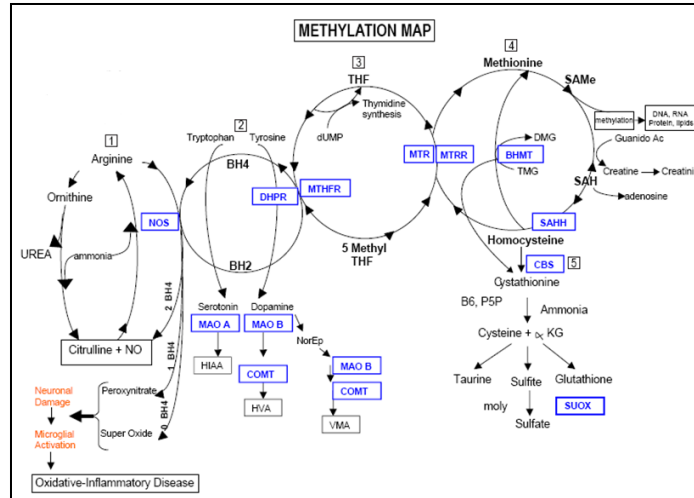 METHYLATION MAP
1
Arginine
Ornithine
UREA
ammonia
Citrulline + NO
NOS
2 BH4
1 BH4
0 BH4
Peroxynitrate
Super Oxide
Neuronal
Damage
Microglial
Activation
Oxidative-Inflammatory Disease
2
Tryptophan
Tyrosine
BH4
DHPR
BH2
Serotonin
MAO A
HIAA
Dopamine
MAO B
COMT
HVA
NorEp
MAO B
COMT
VMA
3
THF
Thymidine
synthesis
dUMP
MTHFR
5 Methyl
THF
MTR
MTRR
4
Methionine
SAMe
methylation
DNA, RNA
Protein, lipids
Guanido Ac
Creatine
Creatinine
SAH
adenosine
DMG
BHMT
TMG
SAHH
Homocysteine
CBS
5
Cystathionine
B6, P5P
Ammonia
Cysteine + α KG
Taurine
Sulfite
Glutathione
moly
SUOX
Sulfate